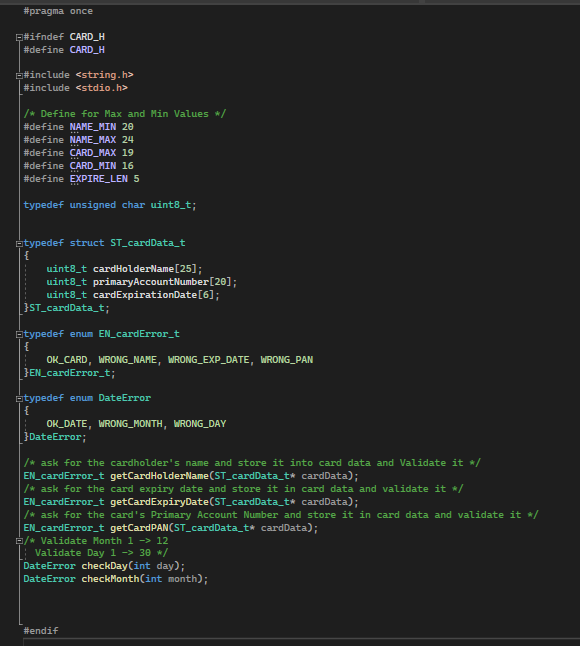 #pragma once
#ifndef CARD_H
#define CARD_H
#include <string.h>
#include <stdio.h>
/* Define for Max and Min Values */
#define NAME_MIN 20
#define NAME_MAX 24
#define CARD_MAX 19
#define CARD_MIN 16
#define EXPIRE_LEN 5
typedef unsigned char uint8_t;
typedef struct ST_cardData_t
{
uint8_t cardHolderName[25];
uint8_t primaryAccountNumber[20];
uint8_t cardExpirationDate[6];
}ST_cardData_t;
typedef enum EN_cardError_t
{
OK_CARD, WRONG_NAME, WRONG_EXP_DATE, WRONG_PAN
}EN_cardError_t;
typedef enum DateError
{
OK_DATE, WRONG_MONTH, WRONG_DAY
}DateError;
/* ask for the cardholder's name and store it into card data and Validate it */
EN_cardError_t getCardHolderName(ST_cardData_t* cardData);
/* ask for the card expiry date and store it in card data and validate it */
EN_cardError_t getCardExpiryDate(ST_cardData_t* cardData);
/* ask for the card's Primary Account Number and store it in card data and validate it */
EN_cardError_t getCardPAN(ST_cardData_t* cardData);
/* Validate Month 1 -> 12
Validate Day 1 -> 30 */
DateError checkDay(int day);
DateError checkMonth(int month);
#endif